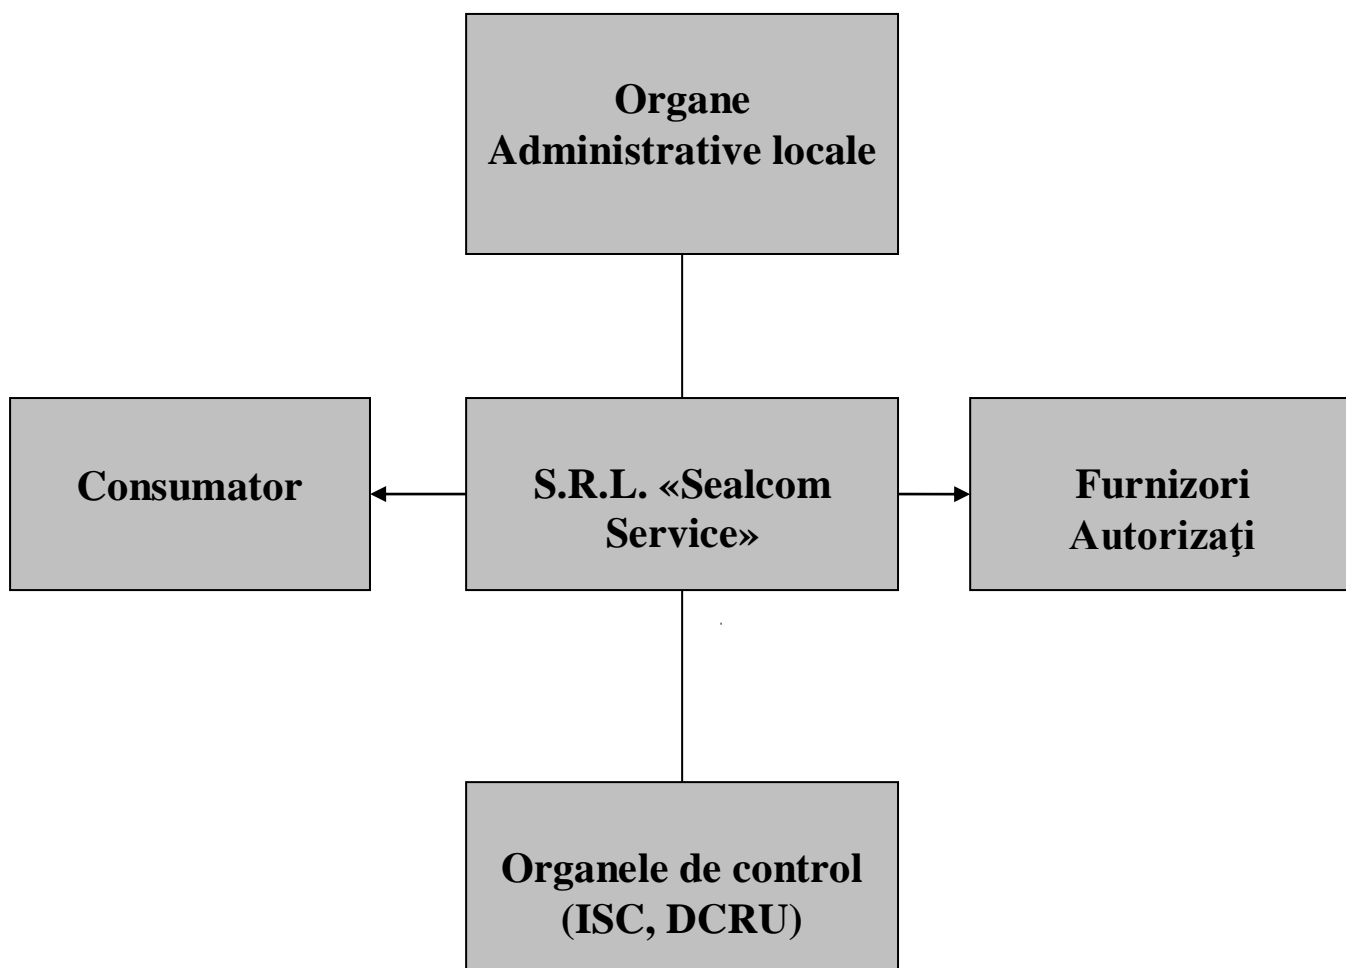 Organe
Administrative locale
Consumator
S.R.L. «Sealcom
Service»
Furnizori
Autorizaţi
Organele de control
(ISC, DCRU)